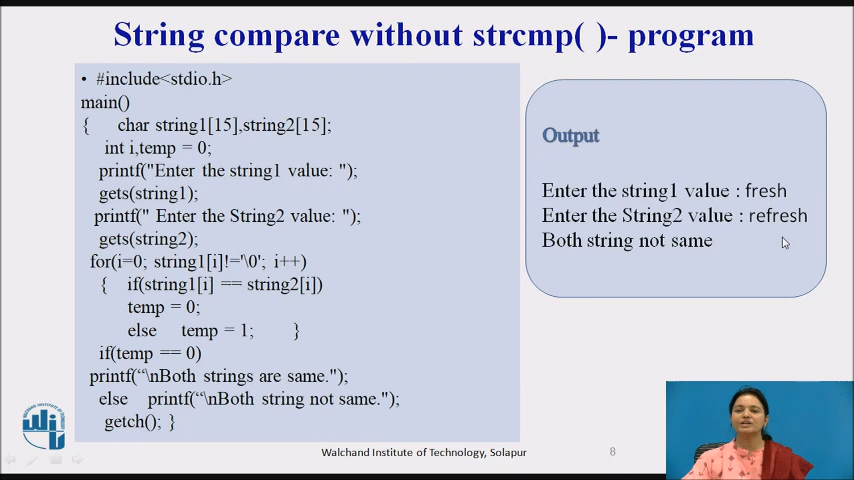 String compare without strcmp( )- program
• #include<stdio.h>
main()
{ char string1[15],string2[15];
int i,temp = 0;
printf("Enter the string1 value: ");
gets(string1);
printf(" Enter the String2 value: ");
gets(string2);
for(i=0; string1[i]!='\0'; i++)
{ if(string1[i] == string2[i])
temp = 0;
else temp = 1; }
if(temp == 0)
printf(“\nBoth strings are same.");
else printf(“\nBoth string not same.");
getch(); }
Output
Enter the string1 value : fresh
Enter the String2 value : refresh
Both string not same
Walchand Institute of Technology, Solapur
8